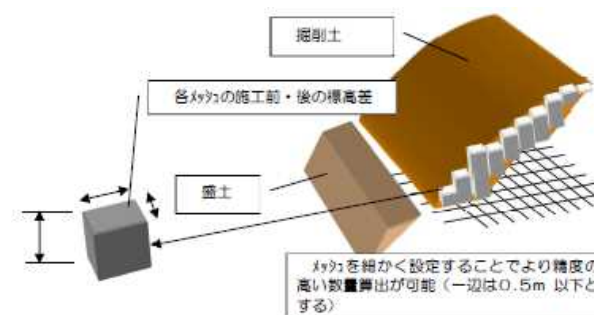 掘削土
各ﾒｯｼｭの施工前・後の標高差
盛土
ﾒｯｼｭを細かく設定することでより精度の
高い数量算出が可能（一辺は０.５m 以下と
する）